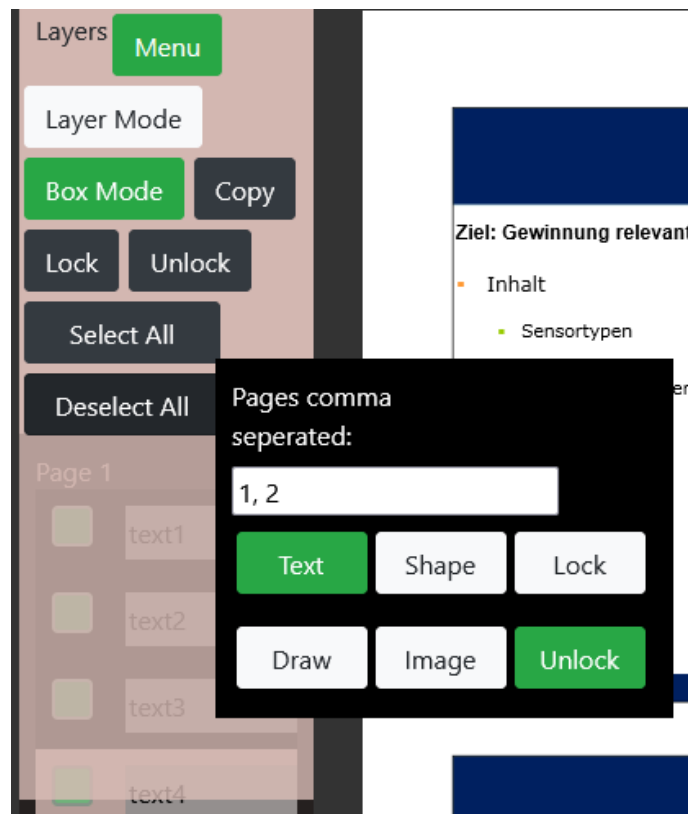 Layers Menu
Layer Mode
Box Mode Copy
Lock Unlock
Select All
Deselect All
Page 1
text1
text2
text3
text4
Pages comma
seperated:
1, 2
Text Shape Lock
Draw Image Unlock
Ziel: Gewinnung relevant
Inhalt
Sensortypen